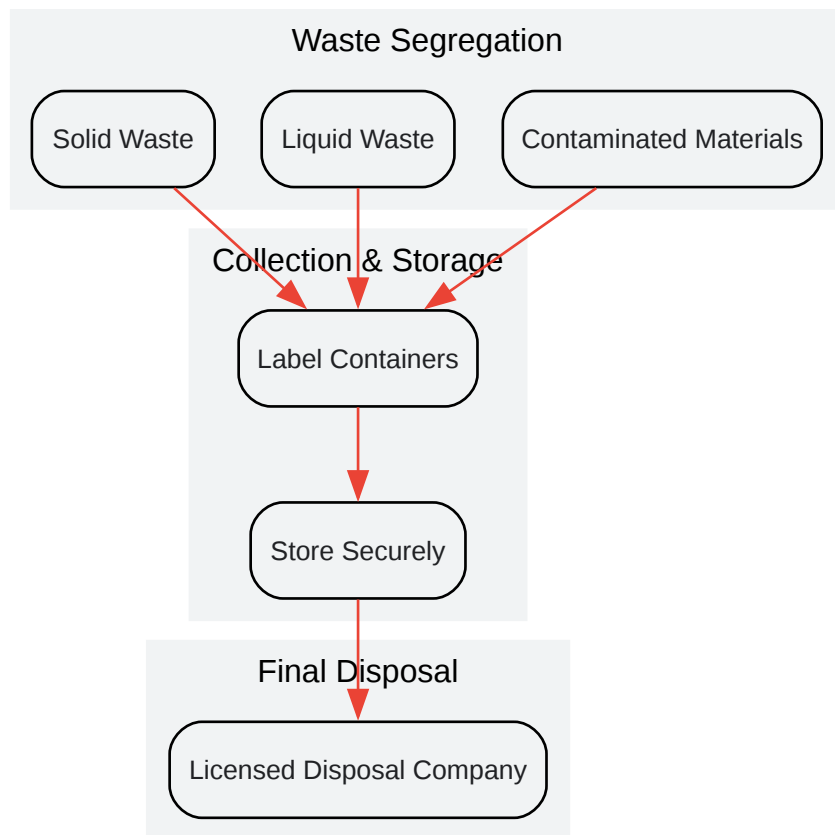 Waste Segregation
Solid Waste
Liquid Waste
Contaminated Materials
Collection & Storage
Label Containers
Store Securely
Final Disposal
Licensed Disposal Company